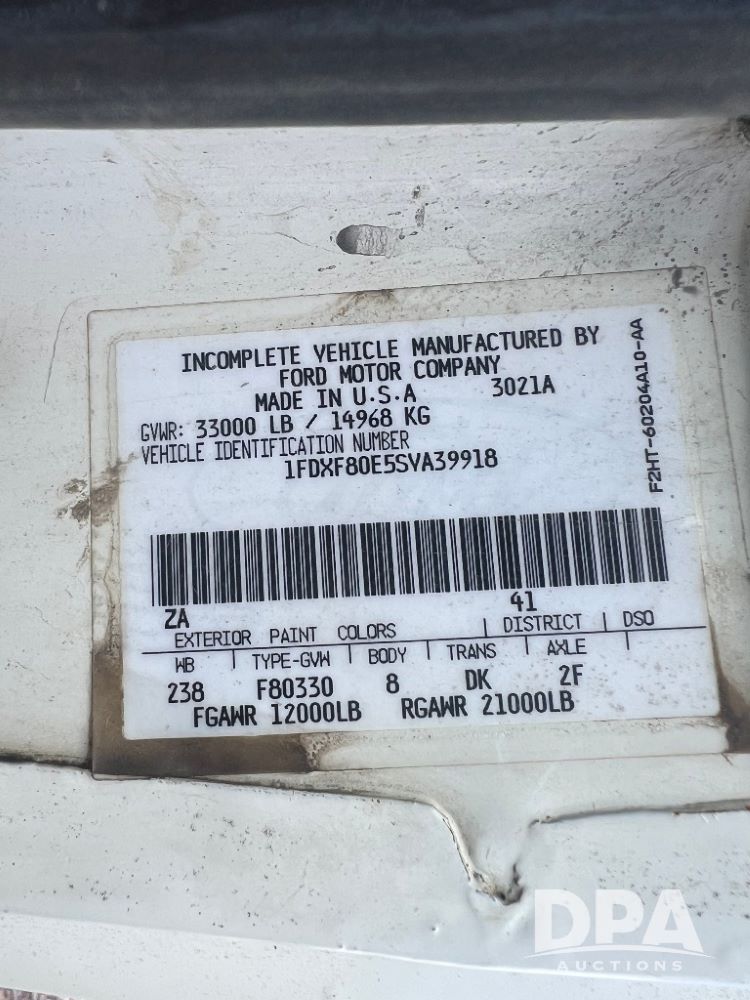 INCOMPLETE VEHICLE MANUFACTURED BY
FORD MOTOR COMPANY
MADE IN U.S.A 3021A
GVWR: 33000 LB / 14968 KG
VEHICLE IDENTIFICATION NUMBER
1FDXF80E5SVA39918
F2HT-60204A10-AA
ZA 41
EXTERIOR PAINT COLORS DISTRICT DSO
WB TYPE-GVW BODY TRANS AXLE
238 F80330 8 DK 2F
FGAWR 12000LB RGAWR 21000LB
DPA
AUCTIONS